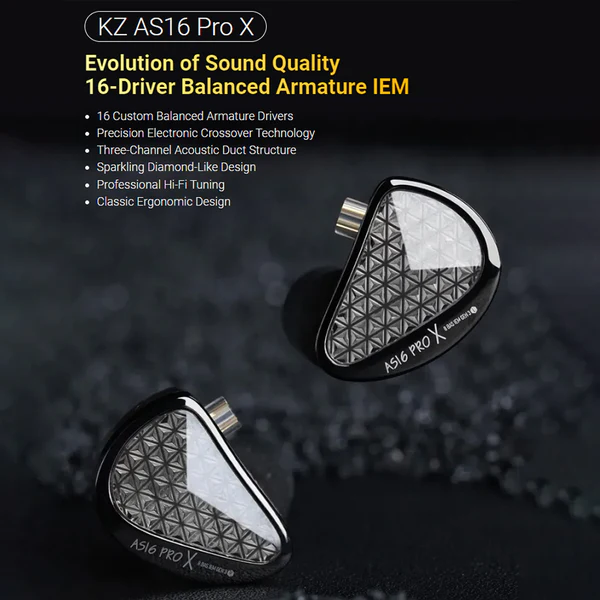 KZ AS16 Pro X
Evolution of Sound Quality
16-Driver Balanced Armature IEM
• 16 Custom Balanced Armature Drivers
• Precision Electronic Crossover Technology
• Three-Channel Acoustic Duct Structure
• Sparkling Diamond-Like Design
• Professional Hi-Fi Tuning
• Classic Ergonomic Design
AS16 PRO X
AS16 PRO X